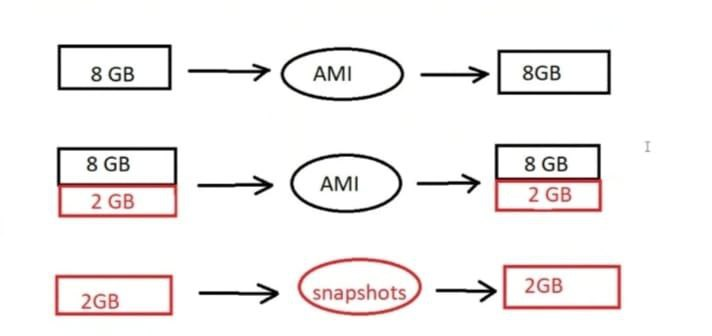 8 GB AMI 8GB
8 GB AMI 8 GB
2 GB 2 GB
2GB snapshots 2GB